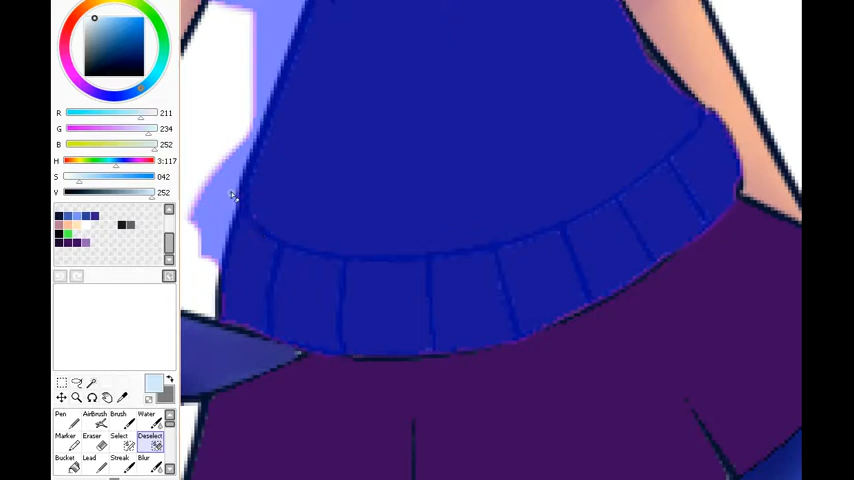 R 211
G 234
B 252
H 3:117
S 042
V 252
Pen AirBrush Brush Water
Marker Eraser Select Deselect
Bucket Lead Streak Blur